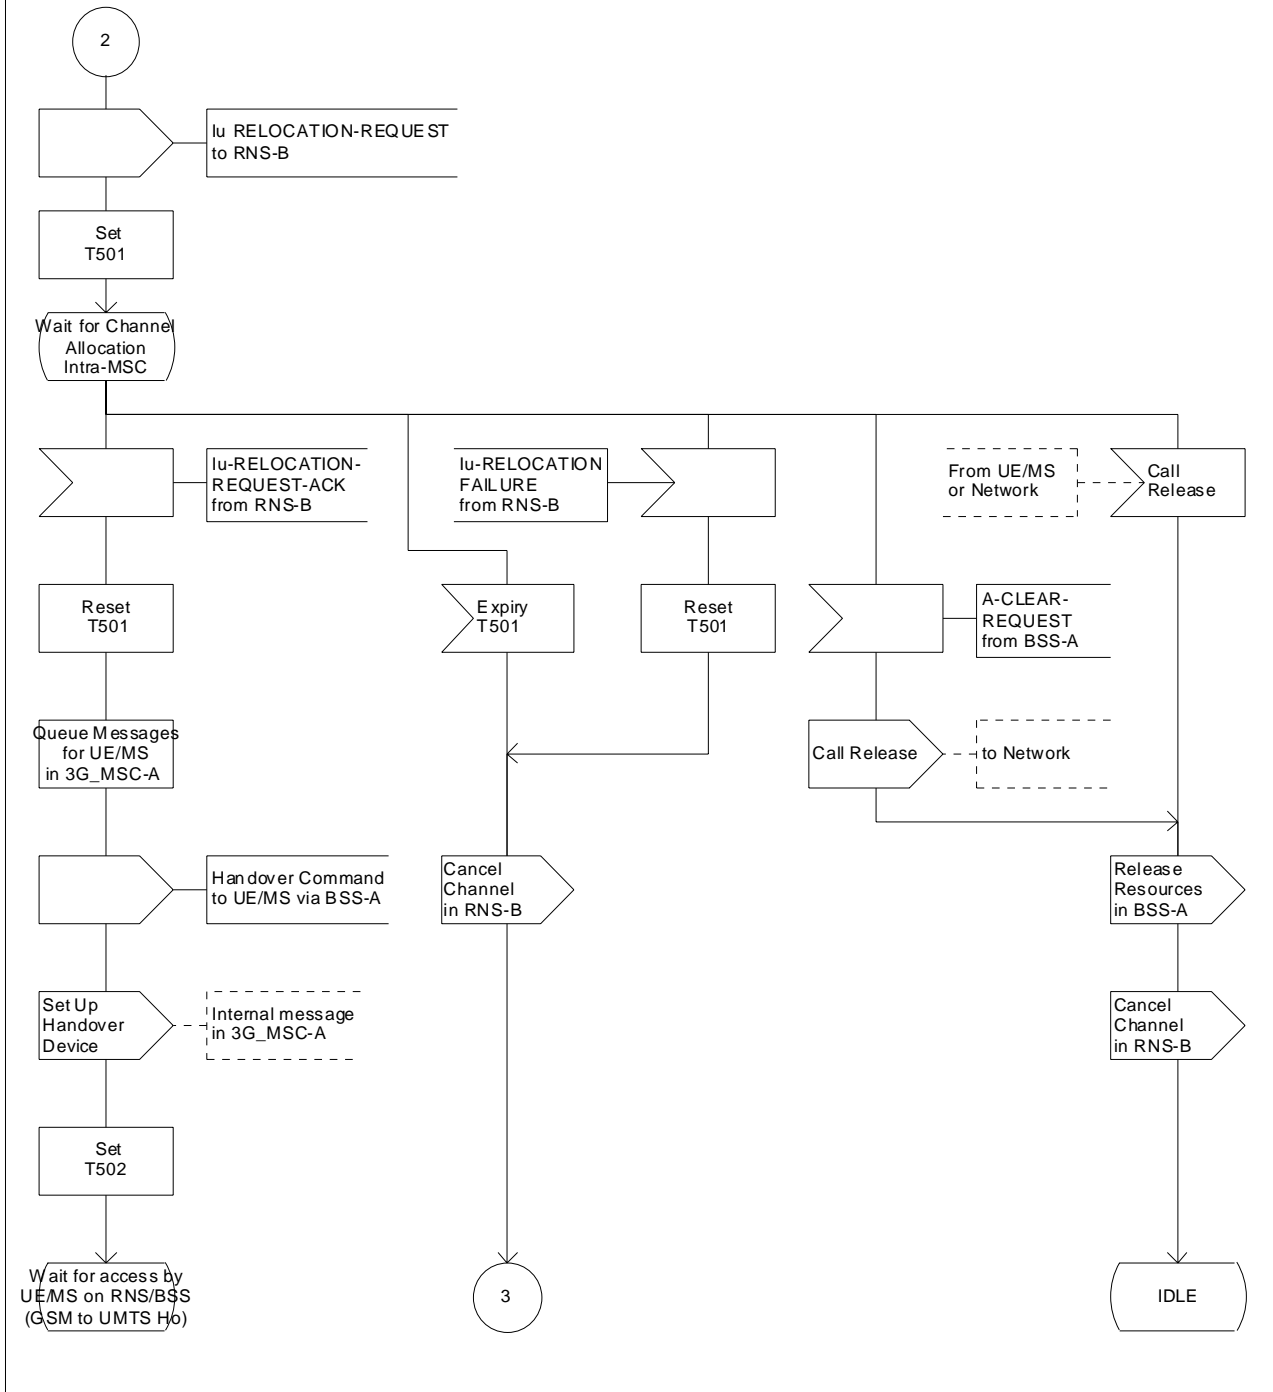 2
Iu RELOCATION-REQUEST
to RNS-B
Set
T501
Wait for Channel
Allocation
Intra-MSC
Iu-RELOCATION-
REQUEST-ACK
from RNS-B
Iu-RELOCATION
FAILURE
from RNS-B
From UE/MS
or Network
Call
Release
Reset
T501
Expiry
T501
Reset
T501
A-CLEAR-
REQUEST
from BSS-A
Queue Messages
for UE/MS
in 3G_MSC-A
Call Release
to Network
Handover Command
to UE/MS via BSS-A
Cancel
Channel
in RNS-B
Release
Resources
in BSS-A
Set Up
Handover
Device
Internal message
in 3G_MSC-A
Cancel
Channel
in RNS-B
Set
T502
Wait for access by
UE/MS on RNS/BSS
(GSM to UMTS Ho)
3
IDLE